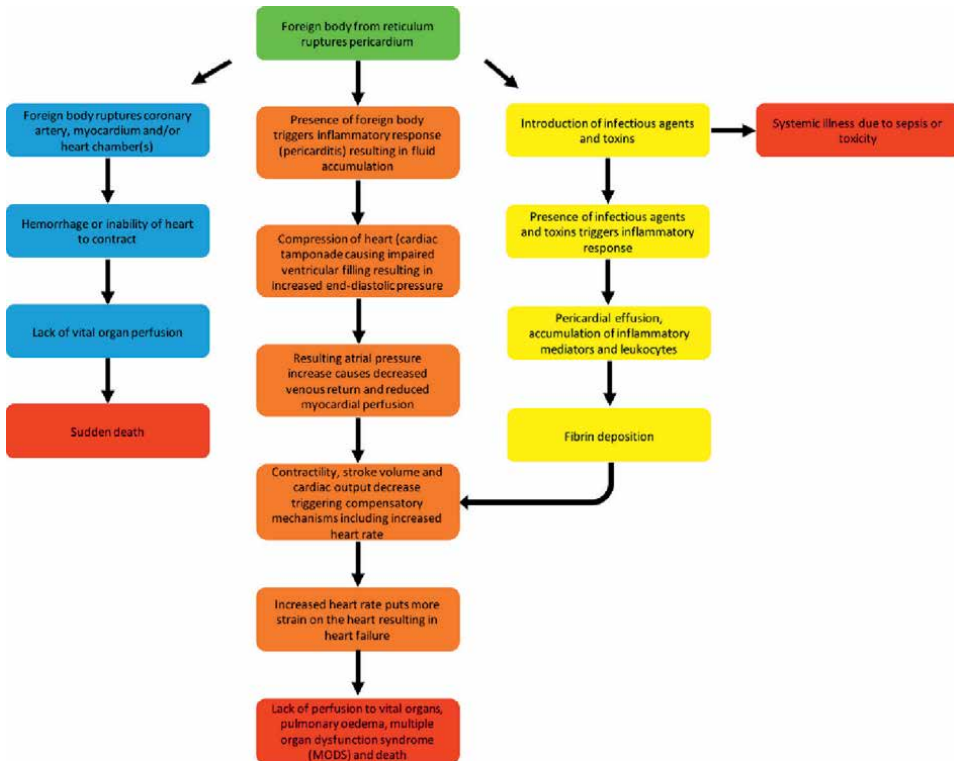 Foreign body from reticulum
ruptures pericardium
Foreign body ruptures coronary
artery, myocardium and/or
heart chamber(s)
Hemorrhage or inability of heart
to contract
Lack of vital organ perfusion
Sudden death
Presence of foreign body
triggers inflammatory response
(pericarditis) resulting in fluid
accumulation
Compression of heart (cardiac
tamponade causing impaired
ventricular filling resulting in
increased end-diastolic pressure
Resulting atrial pressure
increase causes decreased
venous return and reduced
myocardial perfusion
Contractility, stroke volume and
cardiac output decrease
triggering compensatory
mechanisms including increased
heart rate
Increased heart rate puts more
strain on the heart resulting in
heart failure
Lack of perfusion to vital organs,
pulmonary oedema, multiple
organ dysfunction syndrome
(MODS) and death
Introduction of infectious agents
and toxins
Presence of infectious agents
and toxins triggers inflammatory
response
Pericardial effusion,
accumulation of inflammatory
mediators and leukocytes
Fibrin deposition
Systemic illness due to sepsis or
toxicity